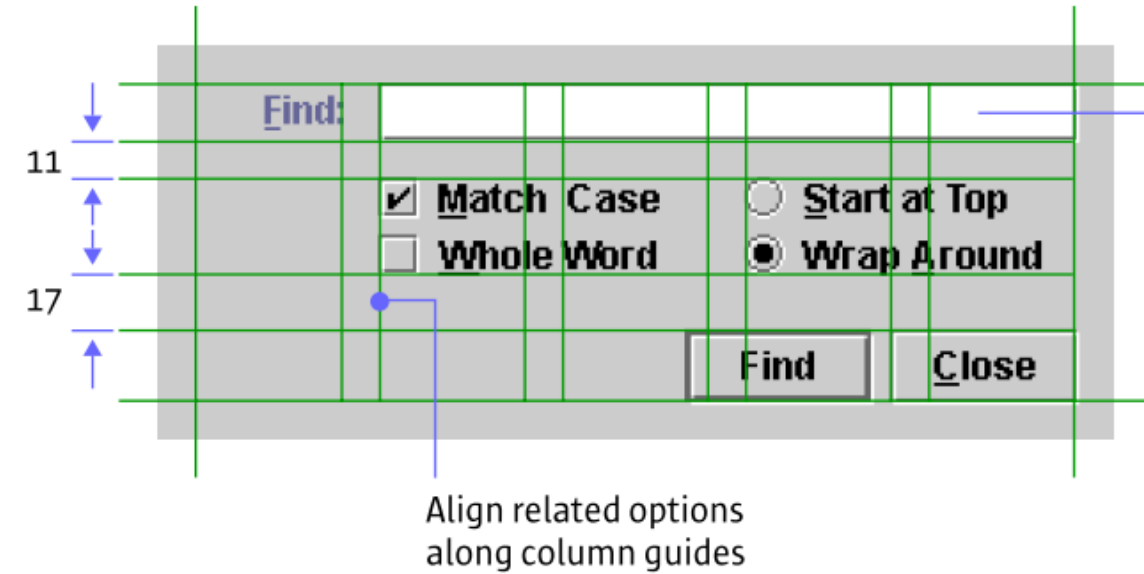 Find:
11
Match Case
Start at Top
Whole Word
Wrap Around
17
Find
Close
Align related options
along column guides